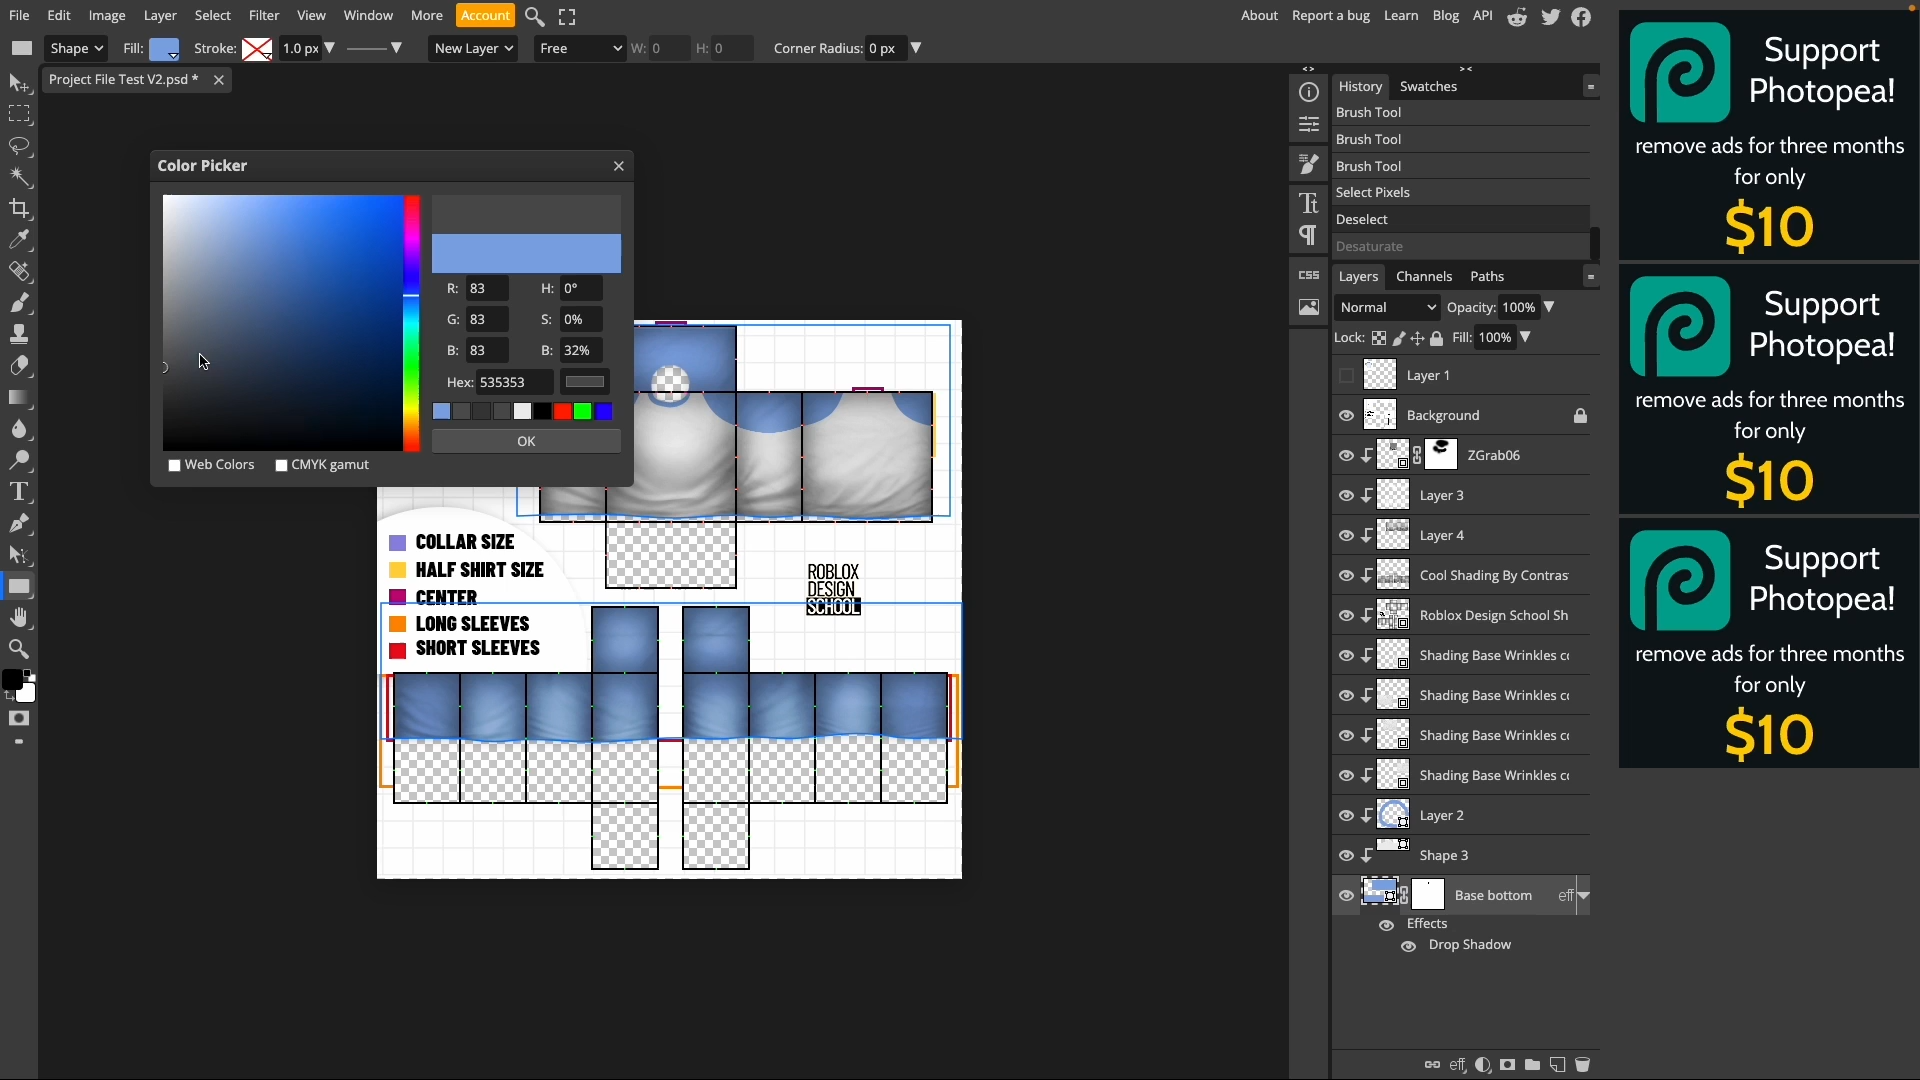 File Edit Image Layer Select Filter View Window More Account About Report a bug Learn Blog API
Shape Fill: Stroke: 1.0 px New Layer Free W: 0 H: 0 Corner Radius: 0 px
Project File Test V2.psd *
Color Picker
R: 83 H: 0°
G: 83 S: 0%
B: 83 B: 32%
Hex: 535353
OK
Web Colors CMYK gamut
COLLAR SIZE
HALF SHIRT SIZE
CENTER
LONG SLEEVES
SHORT SLEEVES
ROBLOX
DESIGN
SCHOOL
History Swatches
Brush Tool
Brush Tool
Brush Tool
Select Pixels
Deselect
Desaturate
Layers Channels Paths
Normal Opacity: 100%
Lock: Fill: 100%
Layer 1
Background
ZGrab06
Layer 3
Layer 4
Cool Shading By Contras
Roblox Design School Sh
Shading Base Wrinkles co
Shading Base Wrinkles co
Shading Base Wrinkles co
Shading Base Wrinkles co
Layer 2
Shape 3
Base bottom eff
Effects
Drop Shadow
CSS
eff
Support
Photopea!
remove ads for three months
for only
$10
Support
Photopea!
remove ads for three months
for only
$10
Support
Photopea!
remove ads for three months
for only
$10